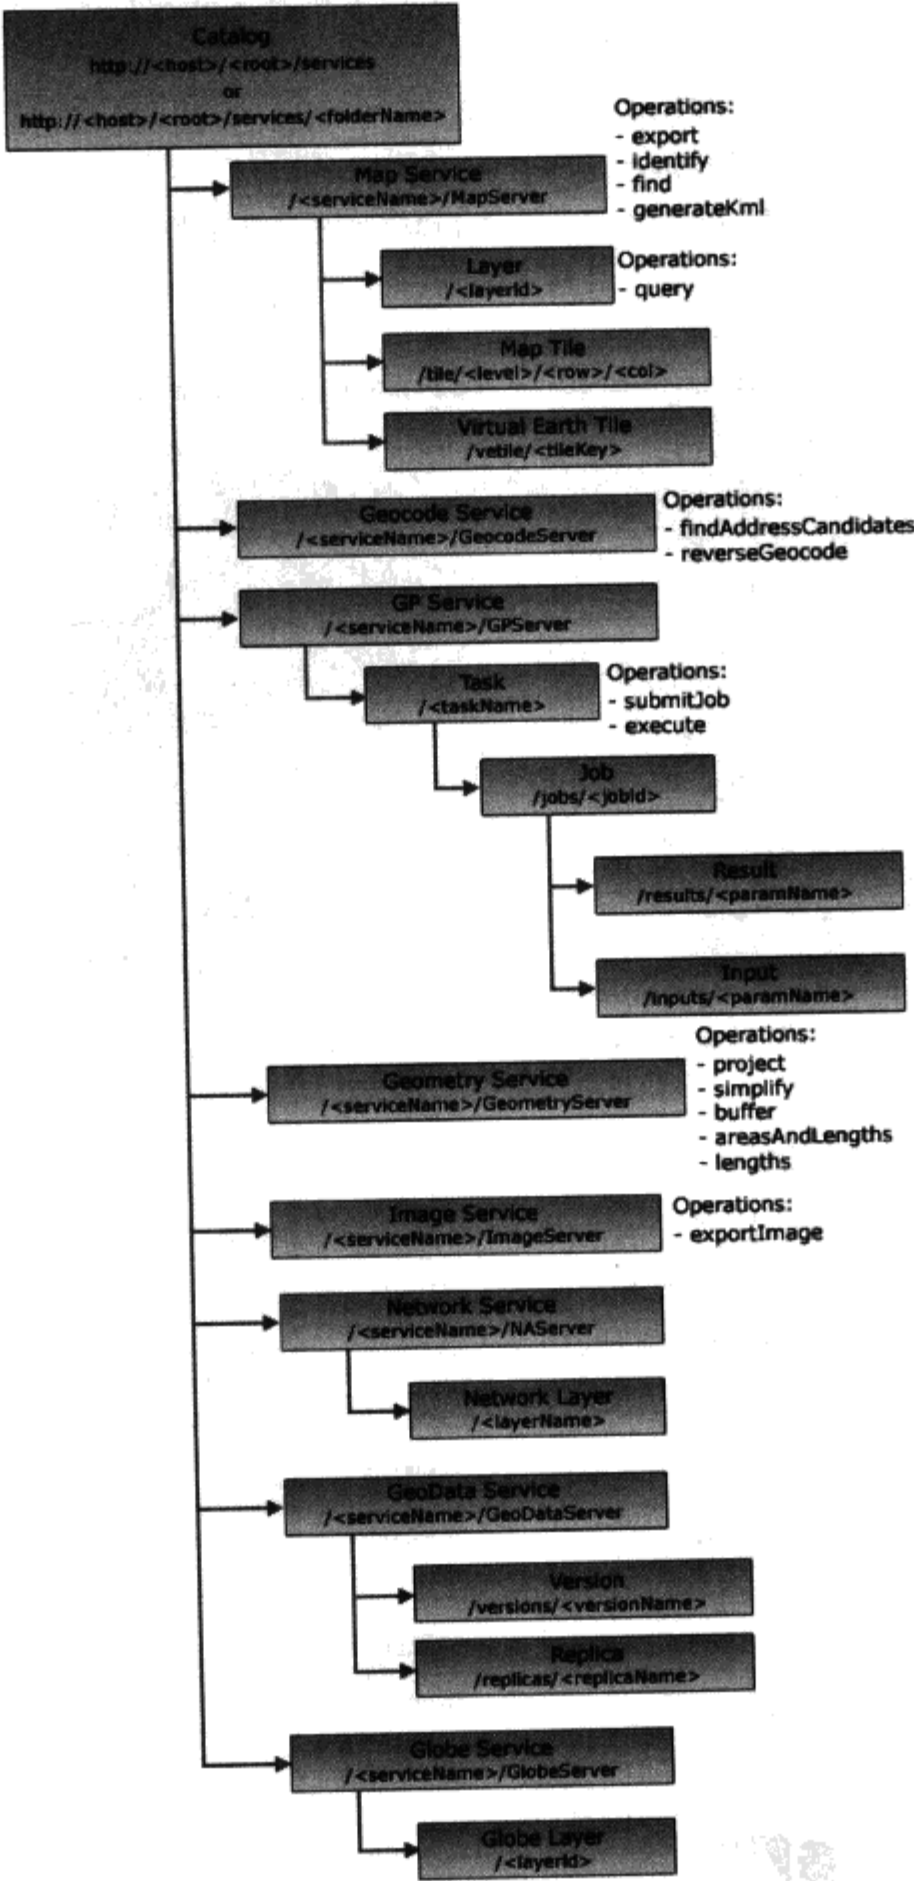 Catalog
http://<host>/<root>/services
or
http://<host>/<root>/services/<folderName>
Map Service
/<serviceName>/MapServer
Operations:
- export
- identify
- find
- generateKml
Layer
/<layerId>
Operations:
- query
Map Tile
/tile/<level>/<row>/<col>
Virtual Earth Tile
/vetile/<tileKey>
Geocode Service
/<serviceName>/GeocodeServer
Operations:
- findAddressCandidates
- reverseGeocode
GP Service
/<serviceName>/GPServer
Task
/<taskName>
Operations:
- submitJob
- execute
Job
/jobs/<jobId>
Result
/results/<paramName>
Input
/inputs/<paramName>
Geometry Service
/<serviceName>/GeometryServer
Operations:
- project
- simplify
- buffer
- areasAndLengths
- lengths
Image Service
/<serviceName>/ImageServer
Operations:
- exportImage
Network Service
/<serviceName>/NAServer
Network Layer
/<layerName>
GeoData Service
/<serviceName>/GeoDataServer
Version
/versions/<versionName>
Replica
/replicas/<replicaName>
Globe Service
/<serviceName>/GlobeServer
Globe Layer
/<layerId>